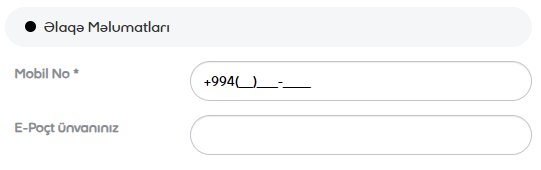 Əlaqə Məlumatları
Mobil No *
+994(__)___-____
E-Poçt ünvanınız